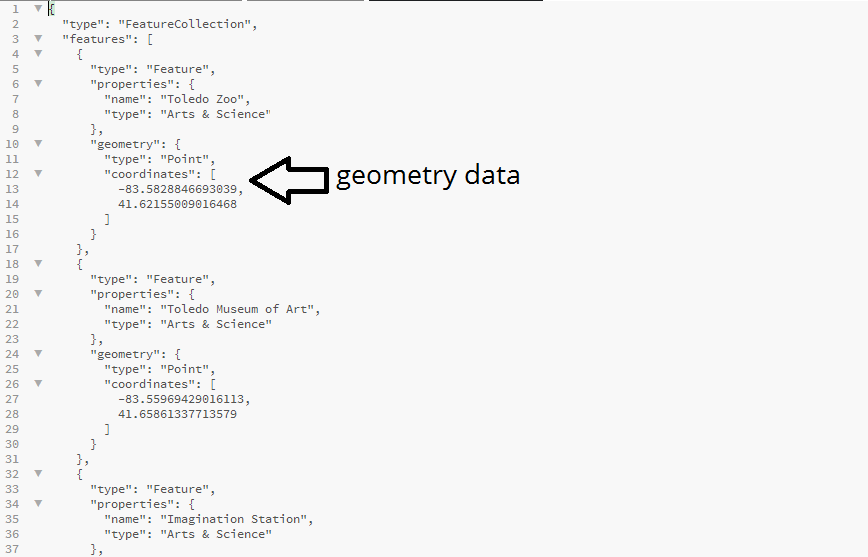 1 {
2 "type": "FeatureCollection",
3 "features": [
4 {
5 "type": "Feature",
6 "properties": {
7 "name": "Toledo Zoo",
8 "type": "Arts & Science"
9 },
10 "geometry": {
11 "type": "Point",
12 "coordinates": [
geometry data
13 -83.5828846693039,
14 41.62155009016468
15 ]
16 }
17 },
18 {
19 "type": "Feature",
20 "properties": {
21 "name": "Toledo Museum of Art",
22 "type": "Arts & Science"
23 },
24 "geometry": {
25 "type": "Point",
26 "coordinates": [
27 -83.55969429016113,
28 41.65861337713579
29 ]
30 }
31 },
32 {
33 "type": "Feature",
34 "properties": {
35 "name": "Imagination Station",
36 "type": "Arts & Science"
37 },